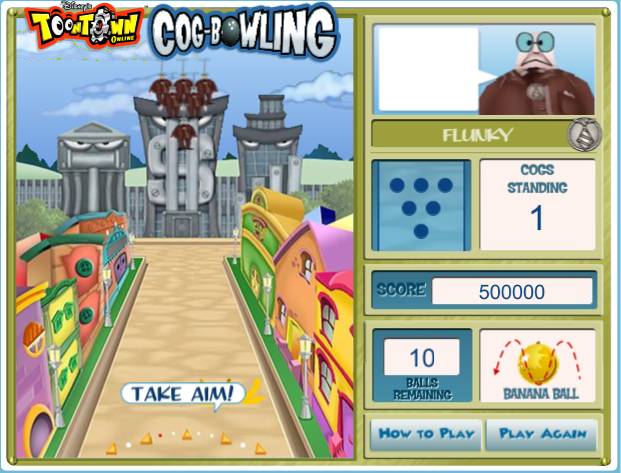 Disney's
TOONTOWN
ONLINE
COG-BOWLING
FLUNKY
COGS
STANDING
1
SCORE 500000
10
BALLS
REMAINING
BANANA BALL
TAKE AIM!
HOW TO PLAY
PLAY AGAIN